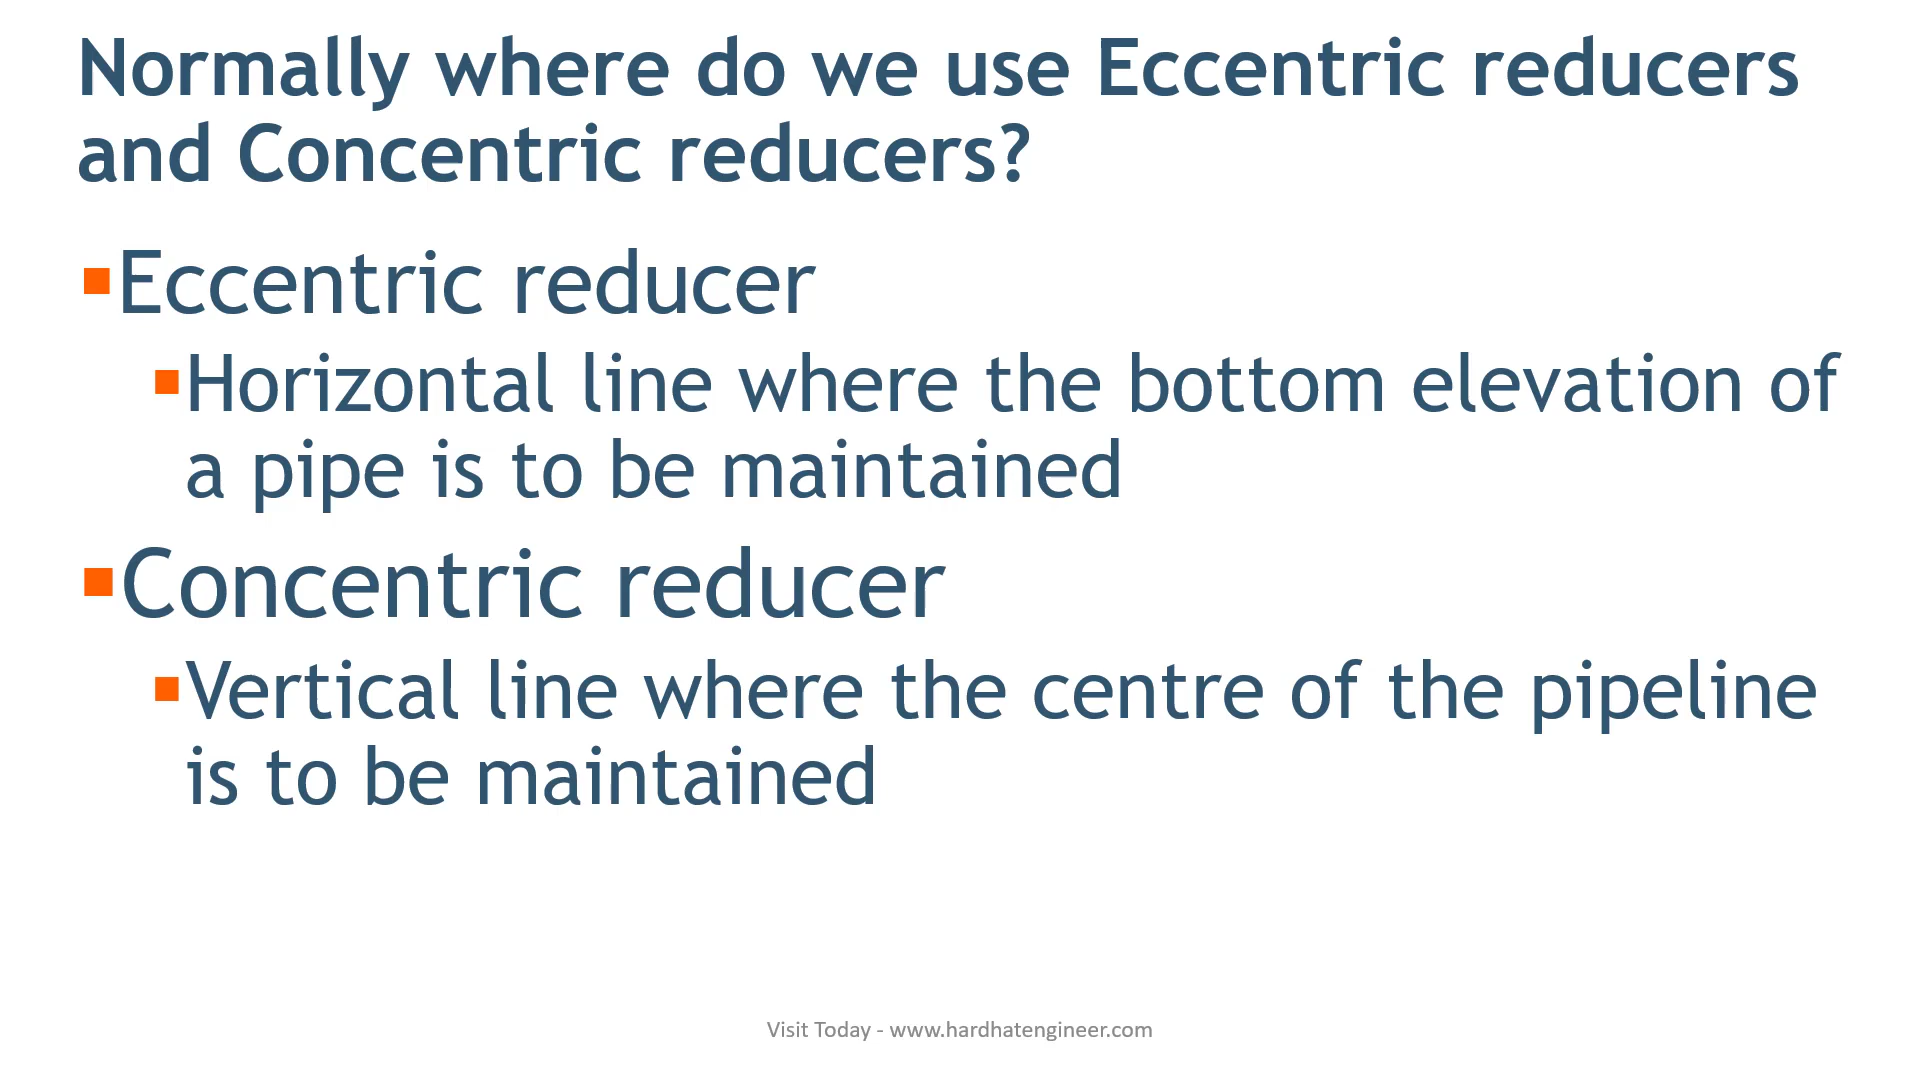 Normally where do we use Eccentric reducers
and Concentric reducers?
▪Eccentric reducer
▪Horizontal line where the bottom elevation of
a pipe is to be maintained
▪Concentric reducer
▪Vertical line where the centre of the pipeline
is to be maintained
Visit Today - www.hardhatengineer.com